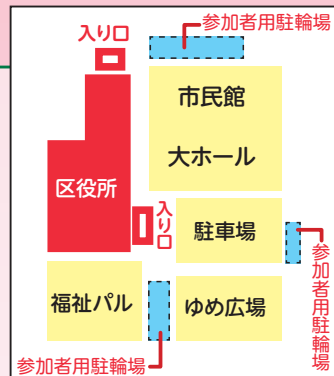 参加者用駐輪場
入り口
市民館
大ホール
区役所
入り口
駐車場
参加者用駐輪場
福祉パル
ゆめ広場
参加者用駐輪場